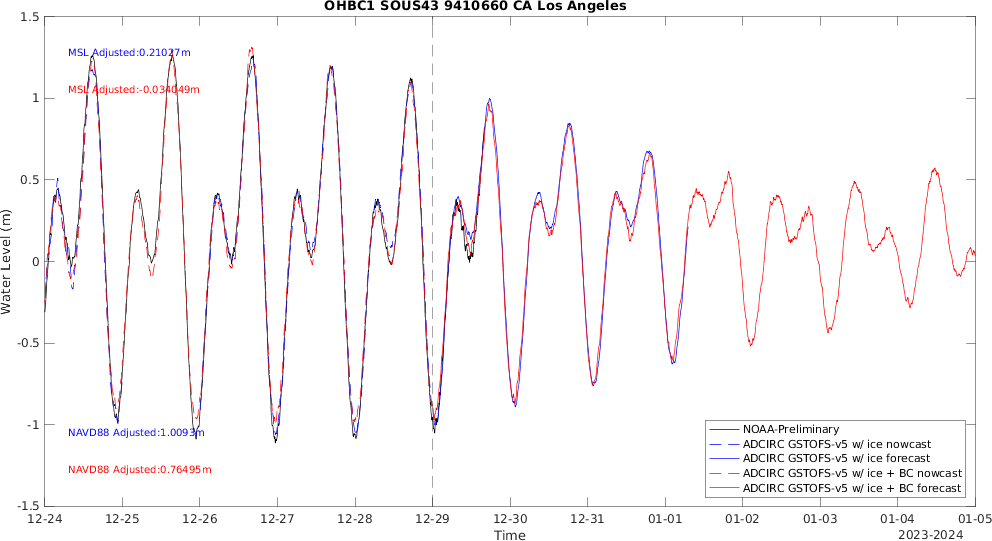 OHBC1 SOUS43 9410660 CA Los Angeles
1.5
MSL Adjusted:0.21027m
1
MSL Adjusted:-0.034049m
0.5
Water Level (m)
0
-0.5
-1
NAVD88 Adjusted:1.0093m
NAVD88 Adjusted:0.76495m
-1.5
NOAA-Preliminary
ADCIRC GSTOFS-v5 w/ ice nowcast
ADCIRC GSTOFS-v5 w/ ice forecast
ADCIRC GSTOFS-v5 w/ ice + BC nowcast
ADCIRC GSTOFS-v5 w/ ice + BC forecast
12-24 12-25 12-26 12-27 12-28 12-29 12-30 12-31 01-01 01-02 01-03 01-04 01-05
Time
2023-2024